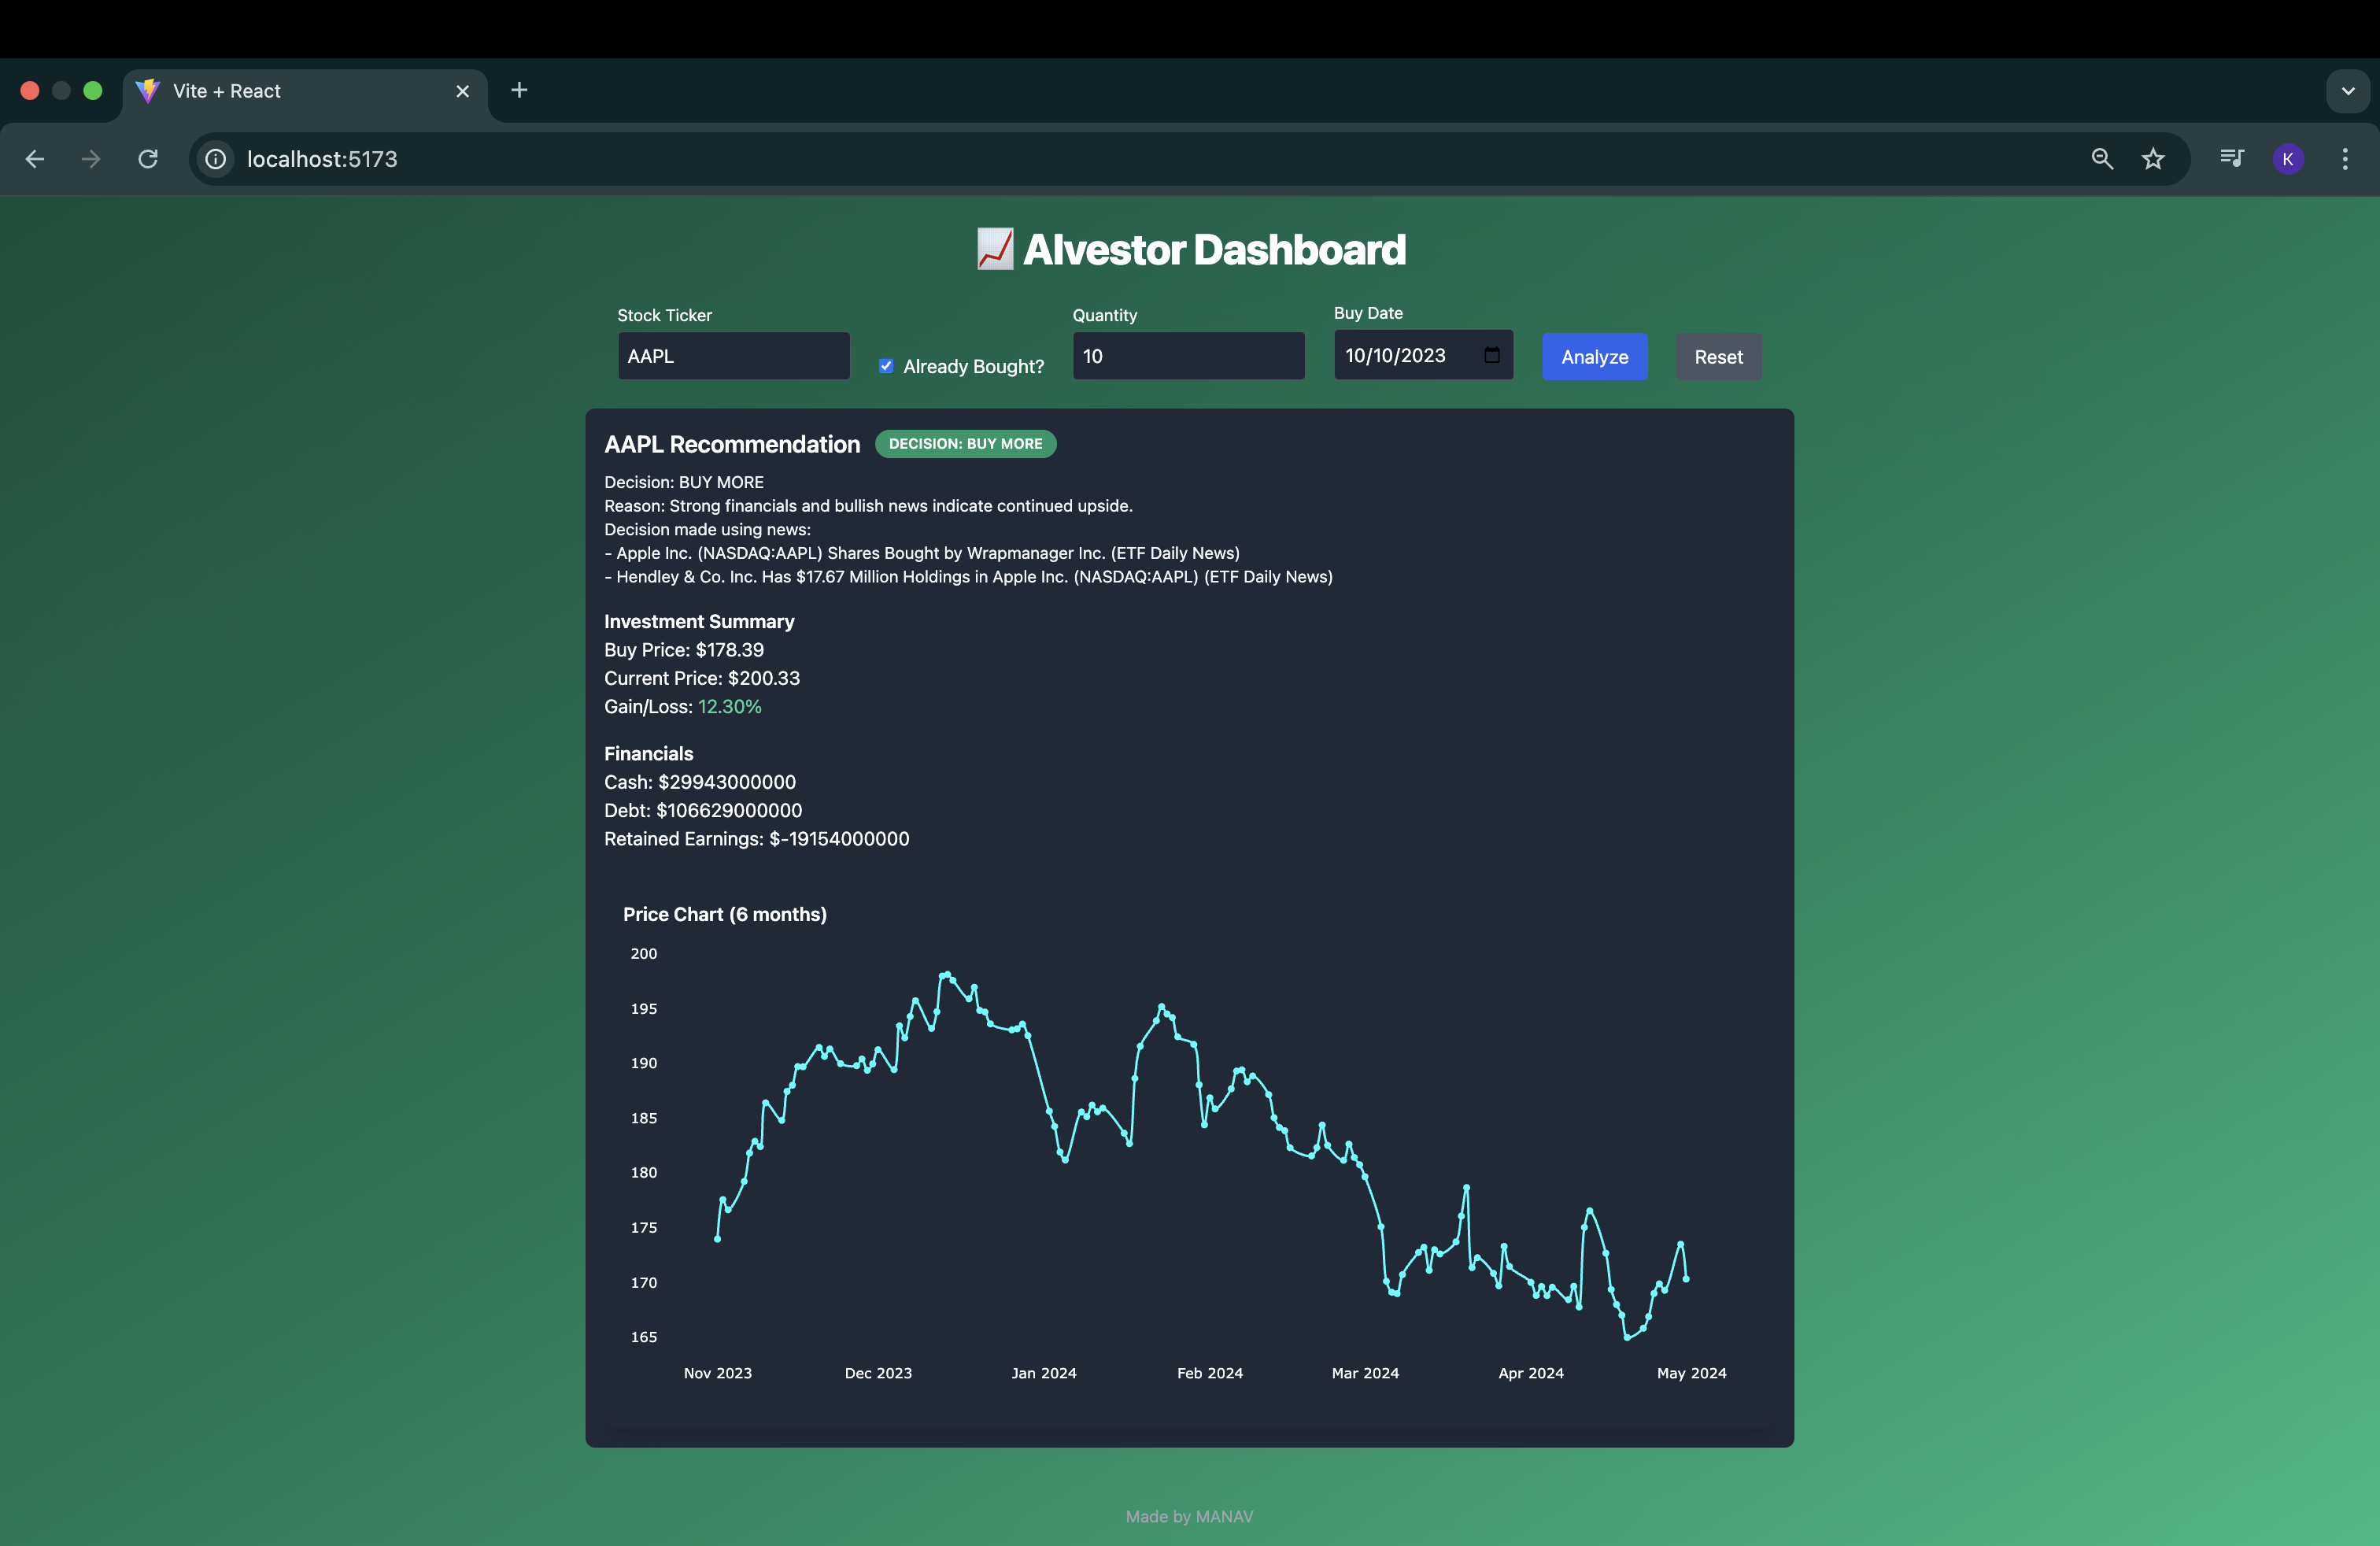 Vite + React
localhost:5173
K
📈 AIvestor Dashboard
Stock Ticker
AAPL
Already Bought?
Quantity
10
Buy Date
10/10/2023
Analyze
Reset
AAPL Recommendation DECISION: BUY MORE
Decision: BUY MORE
Reason: Strong financials and bullish news indicate continued upside.
Decision made using news:
- Apple Inc. (NASDAQ:AAPL) Shares Bought by Wrapmanager Inc. (ETF Daily News)
- Hendley & Co. Inc. Has $17.67 Million Holdings in Apple Inc. (NASDAQ:AAPL) (ETF Daily News)
Investment Summary
Buy Price: $178.39
Current Price: $200.33
Gain/Loss: 12.30%
Financials
Cash: $29943000000
Debt: $106629000000
Retained Earnings: $-19154000000
Price Chart (6 months)
200
195
190
185
180
175
170
165
Nov 2023 Dec 2023 Jan 2024 Feb 2024 Mar 2024 Apr 2024 May 2024
Made by MANAV